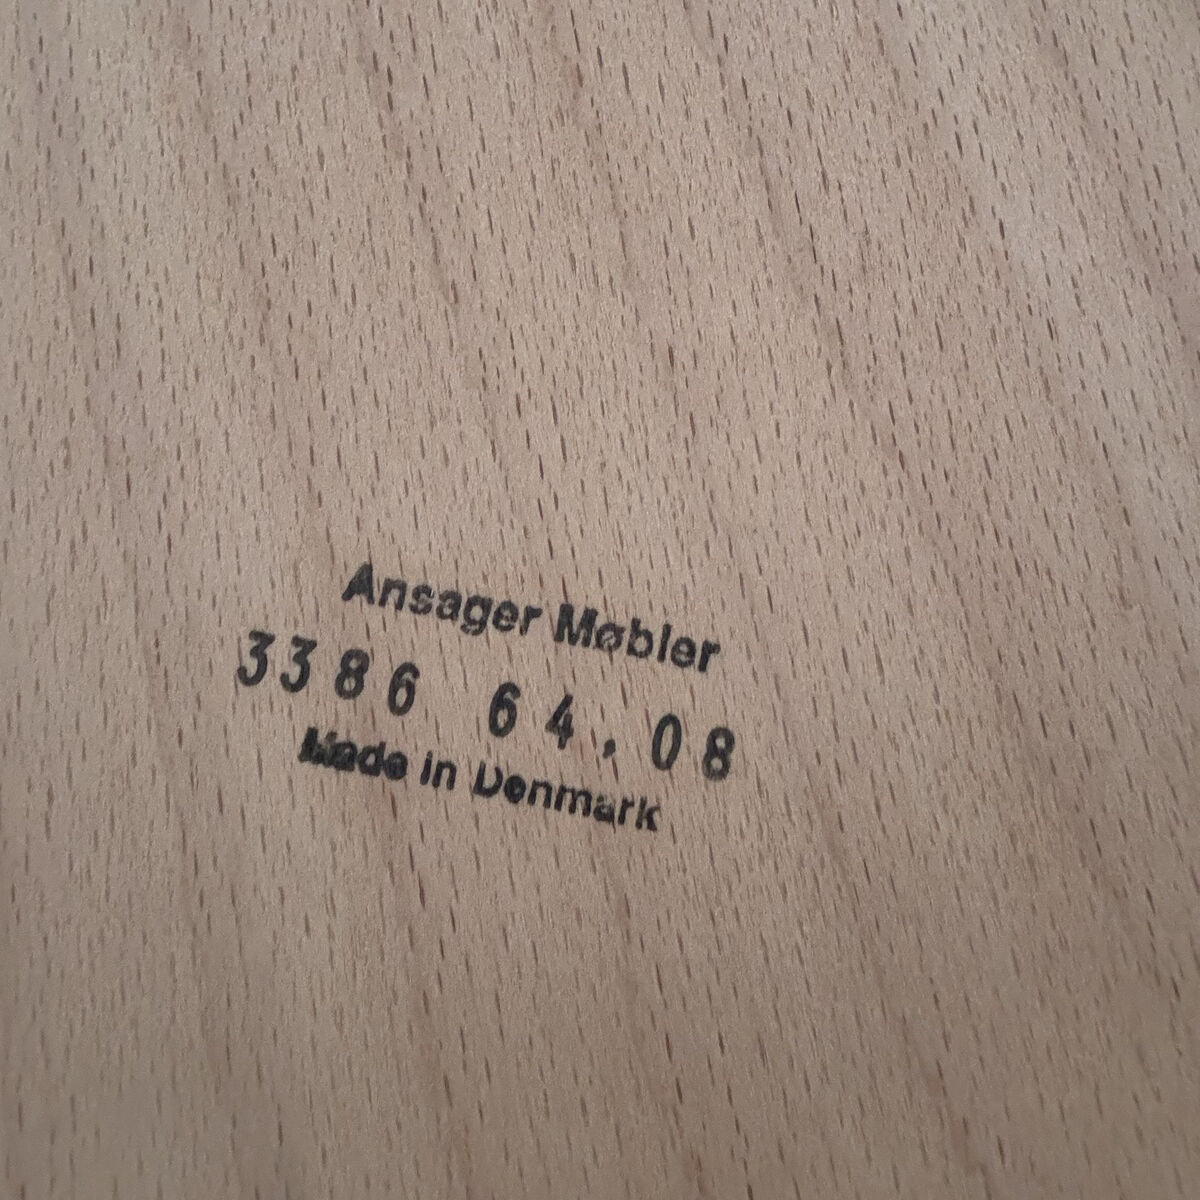 Ansager Møbler
3386 64.08
Made in Denmark